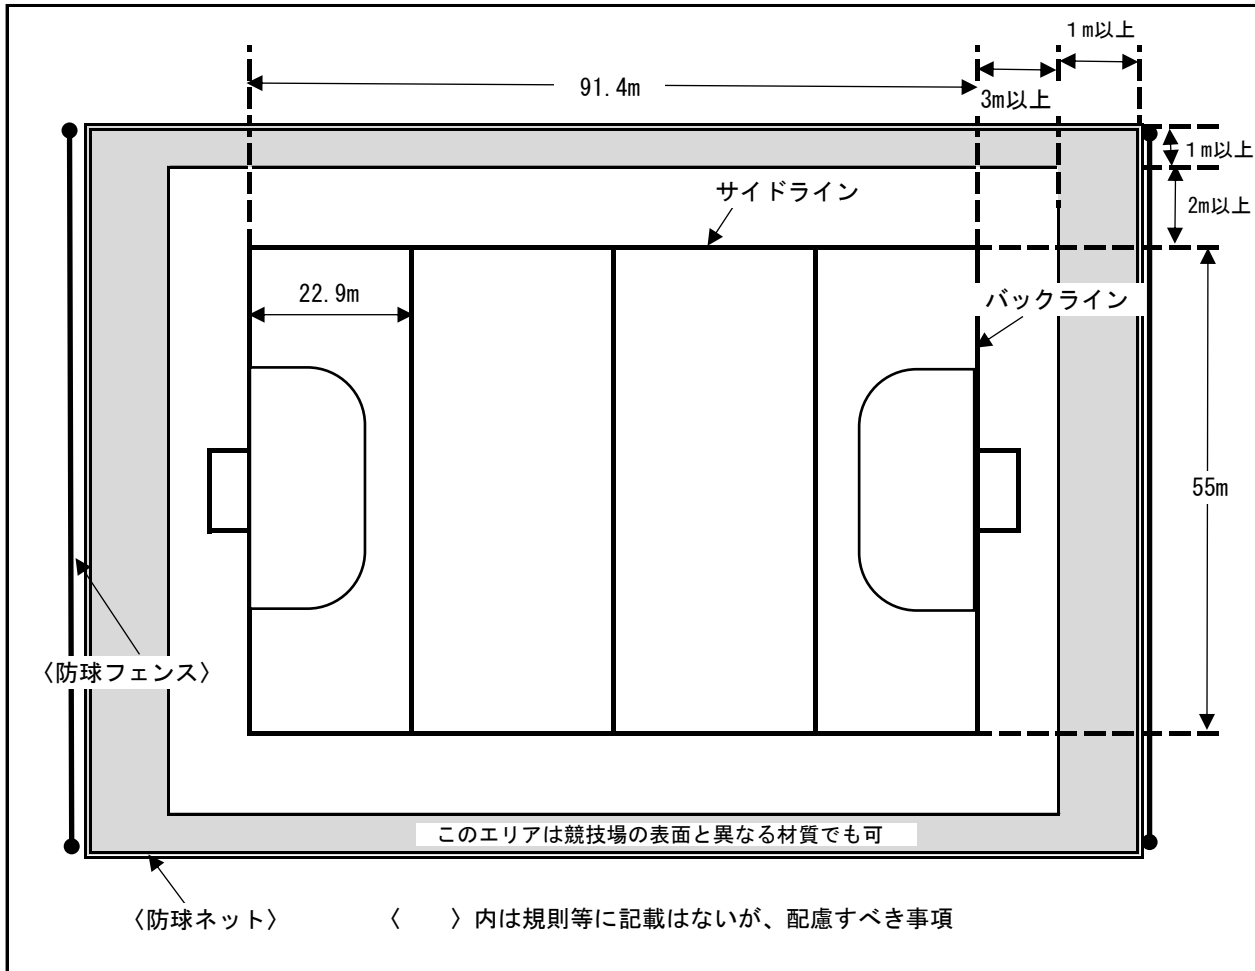 1m以上
91.4m
3m以上
1m以上
サイドライン
2m以上
22.9m
バックライン
55m
〈防球フェンス〉
このエリアは競技場の表面と異なる材質でも可
〈防球ネット〉 〈 〉内は規則等に記載はないが、配慮すべき事項